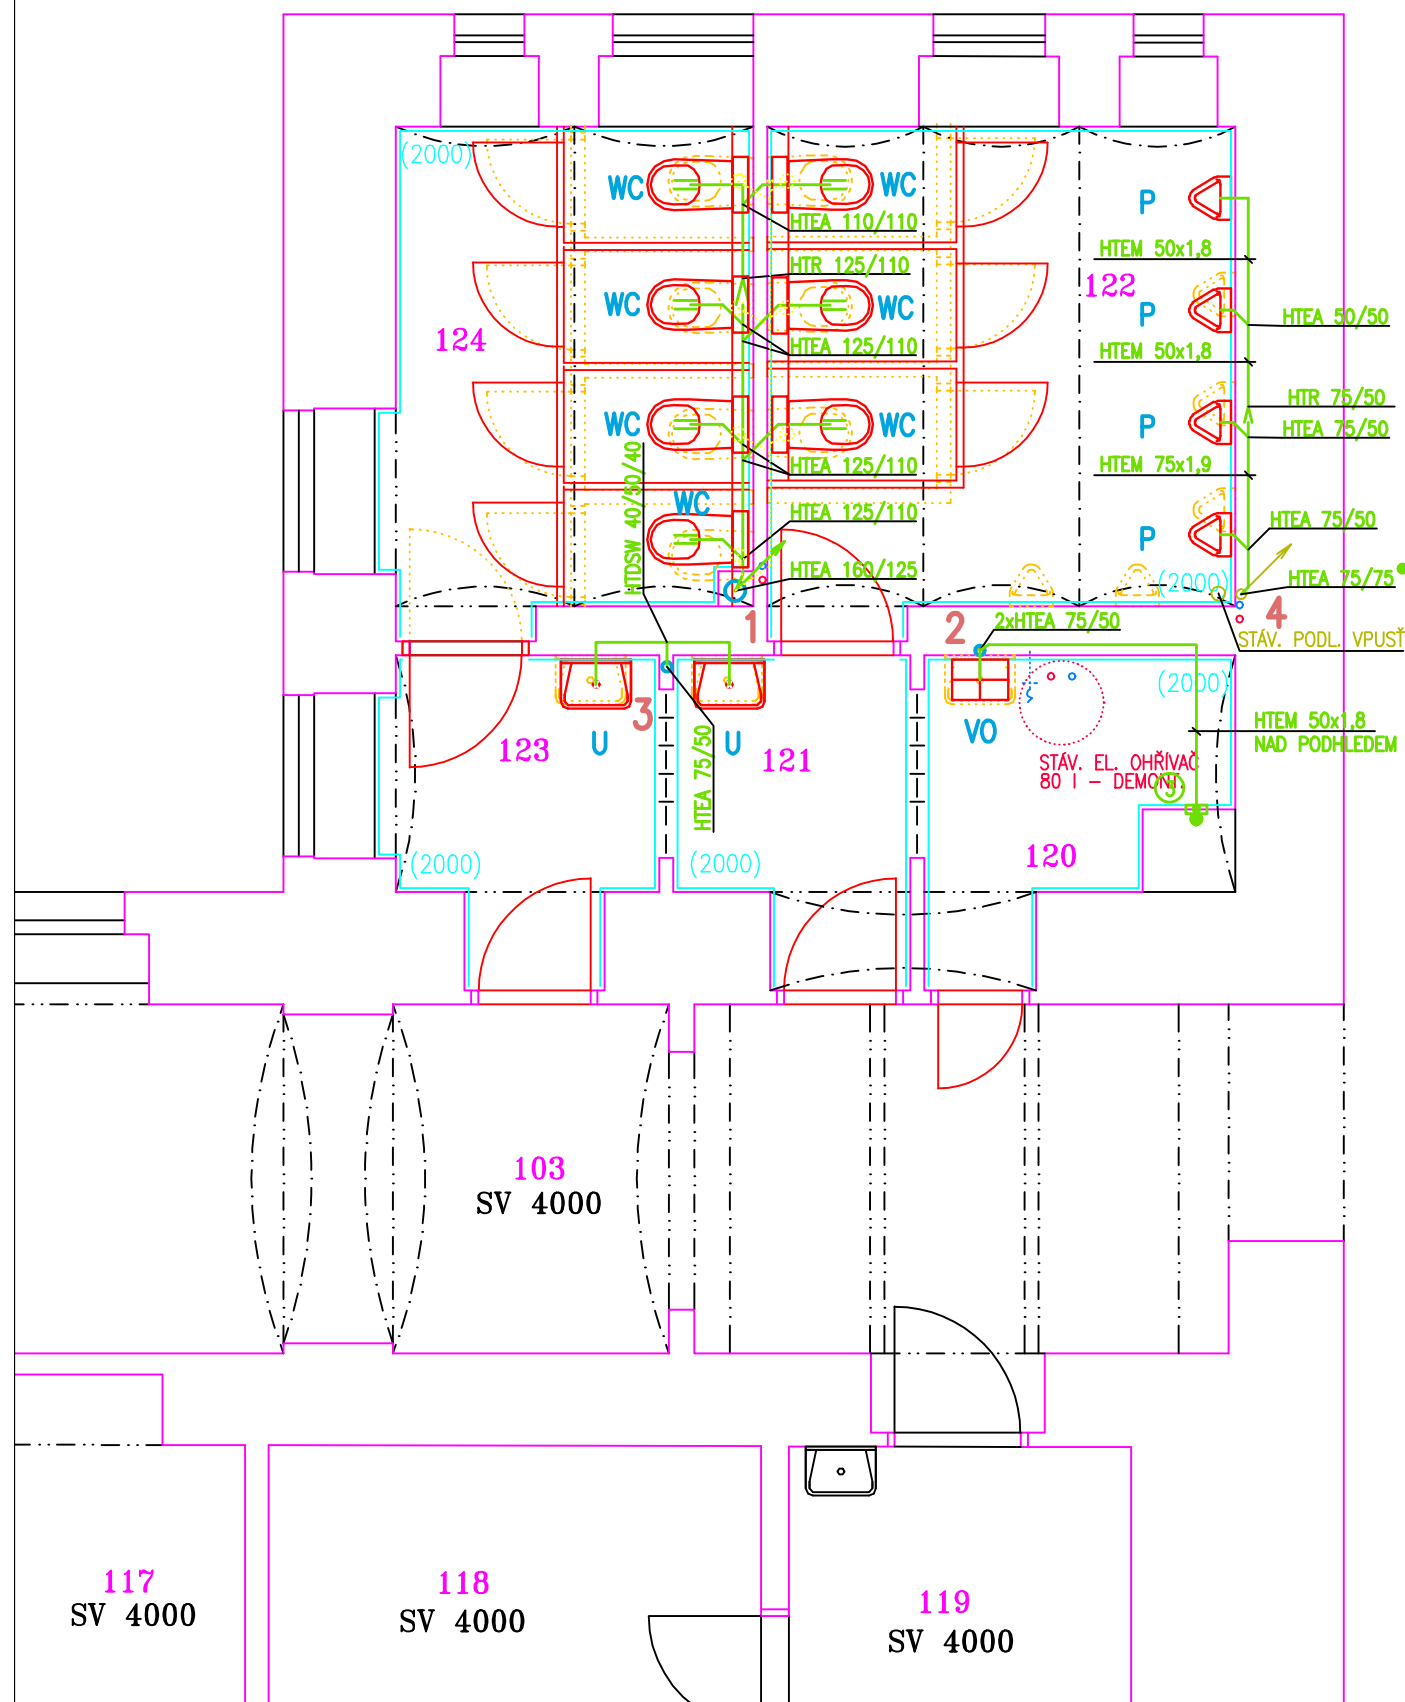 (2000)
WC
WC
P
HTEA 110/110
HTEM 50x1,8
HTR 125/110
122
WC
WC
P
HTEA 50/50
124
HTEA 125/110
HTEM 50x1,8
HTR 75/50
WC
WC
P
HTEA 75/50
HTEA 125/110
HTEM 75x1,9
HTDSW 40/50/40
WC
HTEA 125/110
HTEA 75/50
P
HTEA 160/125
(2000)
HTEA 75/75
1
2
2xHTEA 75/50
4
STÁV. PODL. VPUSŤ
(2000)
3
U
U
VO
HTEM 50x1,8
NAD PODHLEDEM
123
121
STÁV. EL. OHŘÍVAČ
80 l – DEMONT.
3
HTEA 75/50
(2000)
(2000)
120
103
SV 4000
117
SV 4000
118
SV 4000
119
SV 4000